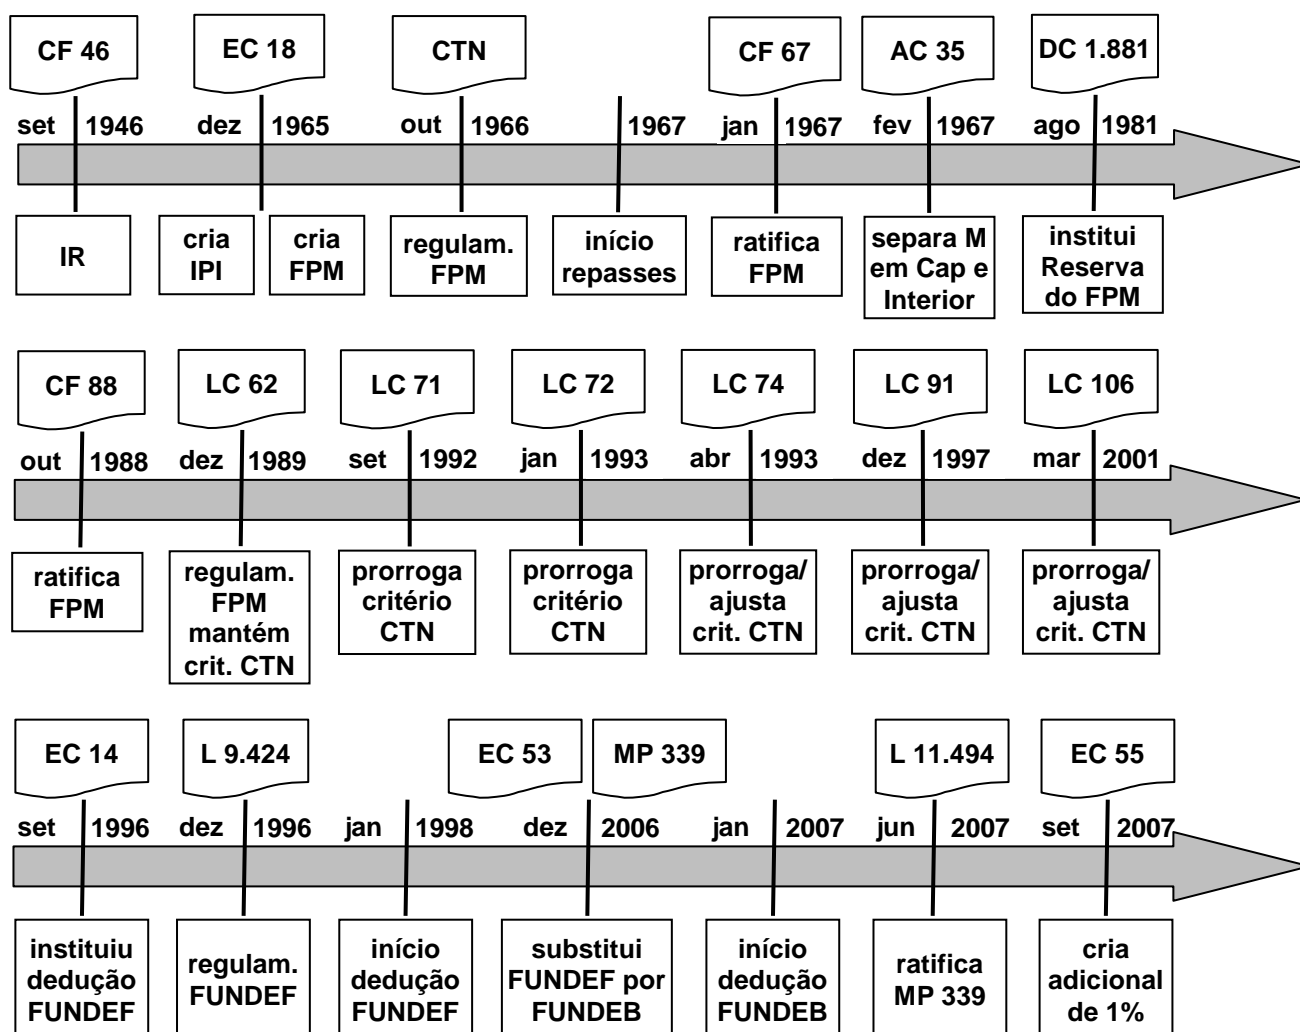 CF 46
EC 18
CTN
CF 67
AC 35
DC 1.881
set 1946
dez 1965
out 1966
1967
jan 1967
fev 1967
ago 1981
IR
cria
IPI
cria
FPM
regulam.
FPM
início
repasses
ratifica
FPM
separa M
em Cap e
Interior
institui
Reserva
do FPM
CF 88
LC 62
LC 71
LC 72
LC 74
LC 91
LC 106
out 1988
dez 1989
set 1992
jan 1993
abr 1993
dez 1997
mar 2001
ratifica
FPM
regulam.
FPM
mantém
crit. CTN
prorroga
critério
CTN
prorroga
critério
CTN
prorroga/
ajusta
crit. CTN
prorroga/
ajusta
crit. CTN
prorroga/
ajusta
crit. CTN
EC 14
L 9.424
EC 53
MP 339
L 11.494
EC 55
set 1996
dez 1996
jan 1998
dez 2006
jan 2007
jun 2007
set 2007
instituiu
dedução
FUNDEF
regulam.
FUNDEF
início
dedução
FUNDEF
substitui
FUNDEF por
FUNDEB
início
dedução
FUNDEB
ratifica
MP 339
cria
adicional
de 1%